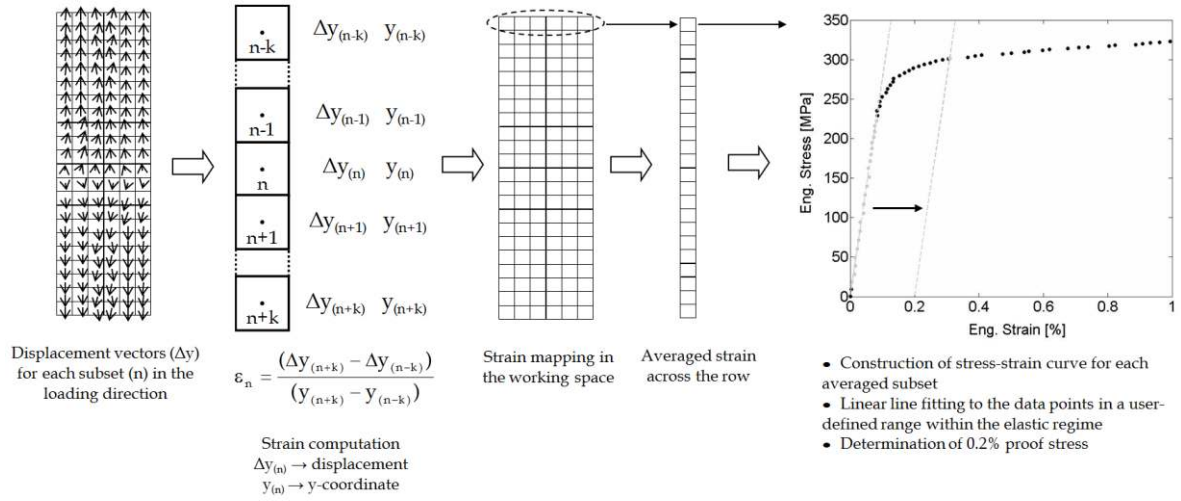 n-k
n-1
n
n+1
n+k
Δy(n-k) y(n-k)
Δy(n-1) y(n-1)
Δy(n) y(n)
Δy(n+1) y(n+1)
Δy(n+k) y(n+k)
Displacement vectors (Δy)
for each subset (n) in the
loading direction
εn = (Δy(n+k) − Δy(n-k)) / (y(n+k) − y(n-k))
Strain computation
Δy(n) → displacement
y(n) → y-coordinate
Strain mapping in
the working space
Averaged strain
across the row
Eng. Stress [MPa]
350
300
250
200
150
100
50
0
0 0.2 0.4 0.6 0.8 1
Eng. Strain [%]
• Construction of stress-strain curve for each
averaged subset
• Linear line fitting to the data points in a user-
defined range within the elastic regime
• Determination of 0.2% proof stress